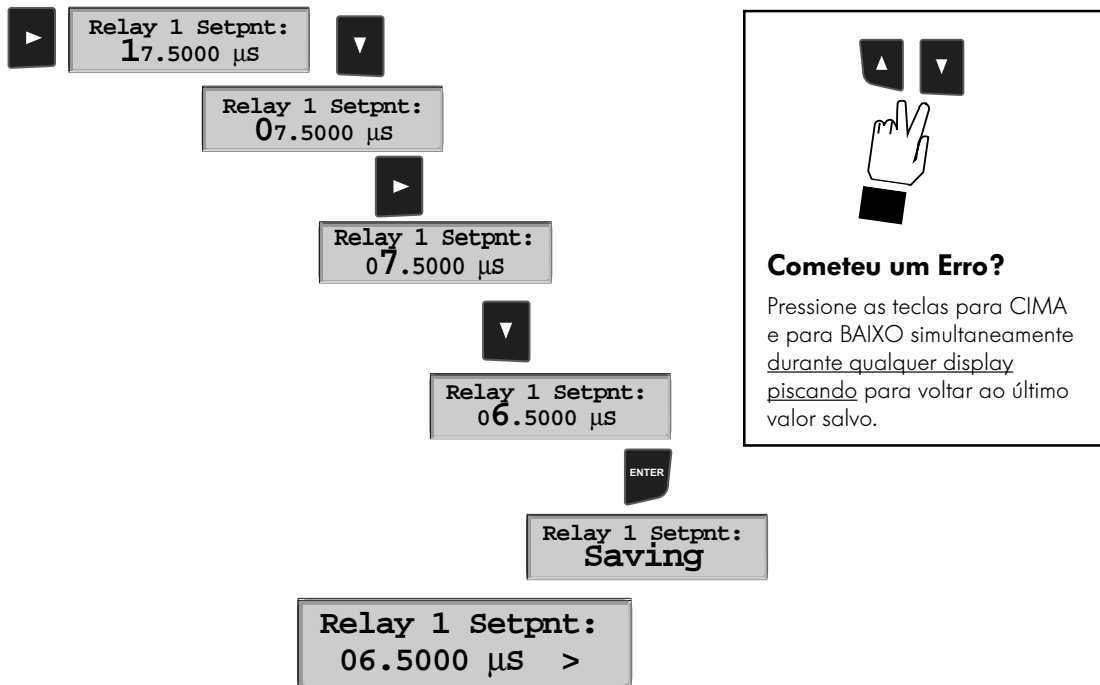 Relay 1 Setpnt:
17.5000 µS
Relay 1 Setpnt:
07.5000 µS
Relay 1 Setpnt:
07.5000 µS
Relay 1 Setpnt:
06.5000 µS
ENTER
Relay 1 Setpnt:
Saving
Relay 1 Setpnt:
06.5000 µS >
Cometeu um Erro?
Pressione as teclas para CIMA
e para BAIXO simultaneamente
durante qualquer display
piscando para voltar ao último
valor salvo.